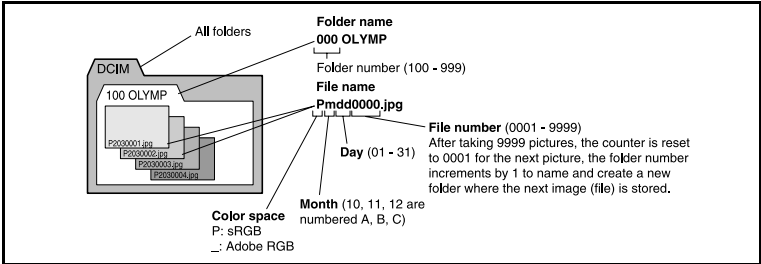 All folders
DCIM
100 OLYMP
P2030001.jpg
P2030002.jpg
P2030003.jpg
P2030004.jpg
Folder name
000 OLYMP
Folder number (100 - 999)
File name
Pmdd0000.jpg
File number (0001 - 9999)
After taking 9999 pictures, the counter is reset
to 0001 for the next picture, the folder number
increments by 1 to name and create a new
folder where the next image (file) is stored.
Day (01 - 31)
Month (10, 11, 12 are
numbered A, B, C)
Color space
P: sRGB
_: Adobe RGB